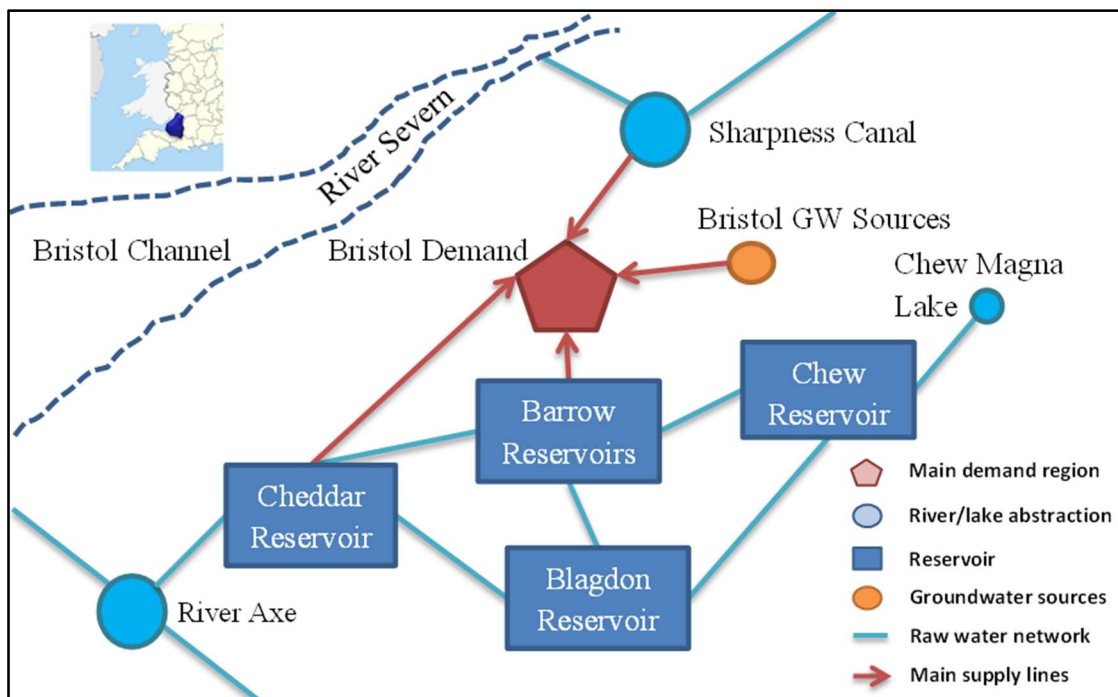 River Severn
Sharpness Canal
Bristol Channel
Bristol Demand
Bristol GW Sources
Chew Magna
Lake
Chew
Reservoir
Barrow
Reservoirs
Cheddar
Reservoir
Blagdon
Reservoir
River Axe
Main demand region
River/lake abstraction
Reservoir
Groundwater sources
Raw water network
Main supply lines